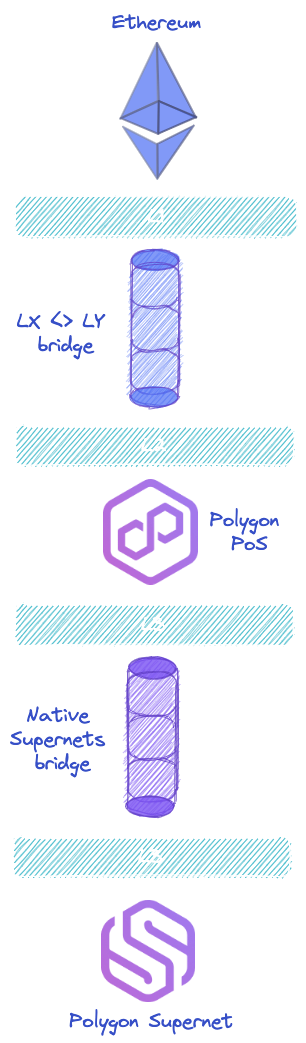 Ethereum
L1
LX <> LY
bridge
L2
Polygon
PoS
L2
Native
Supernets
bridge
L3
Polygon Supernet